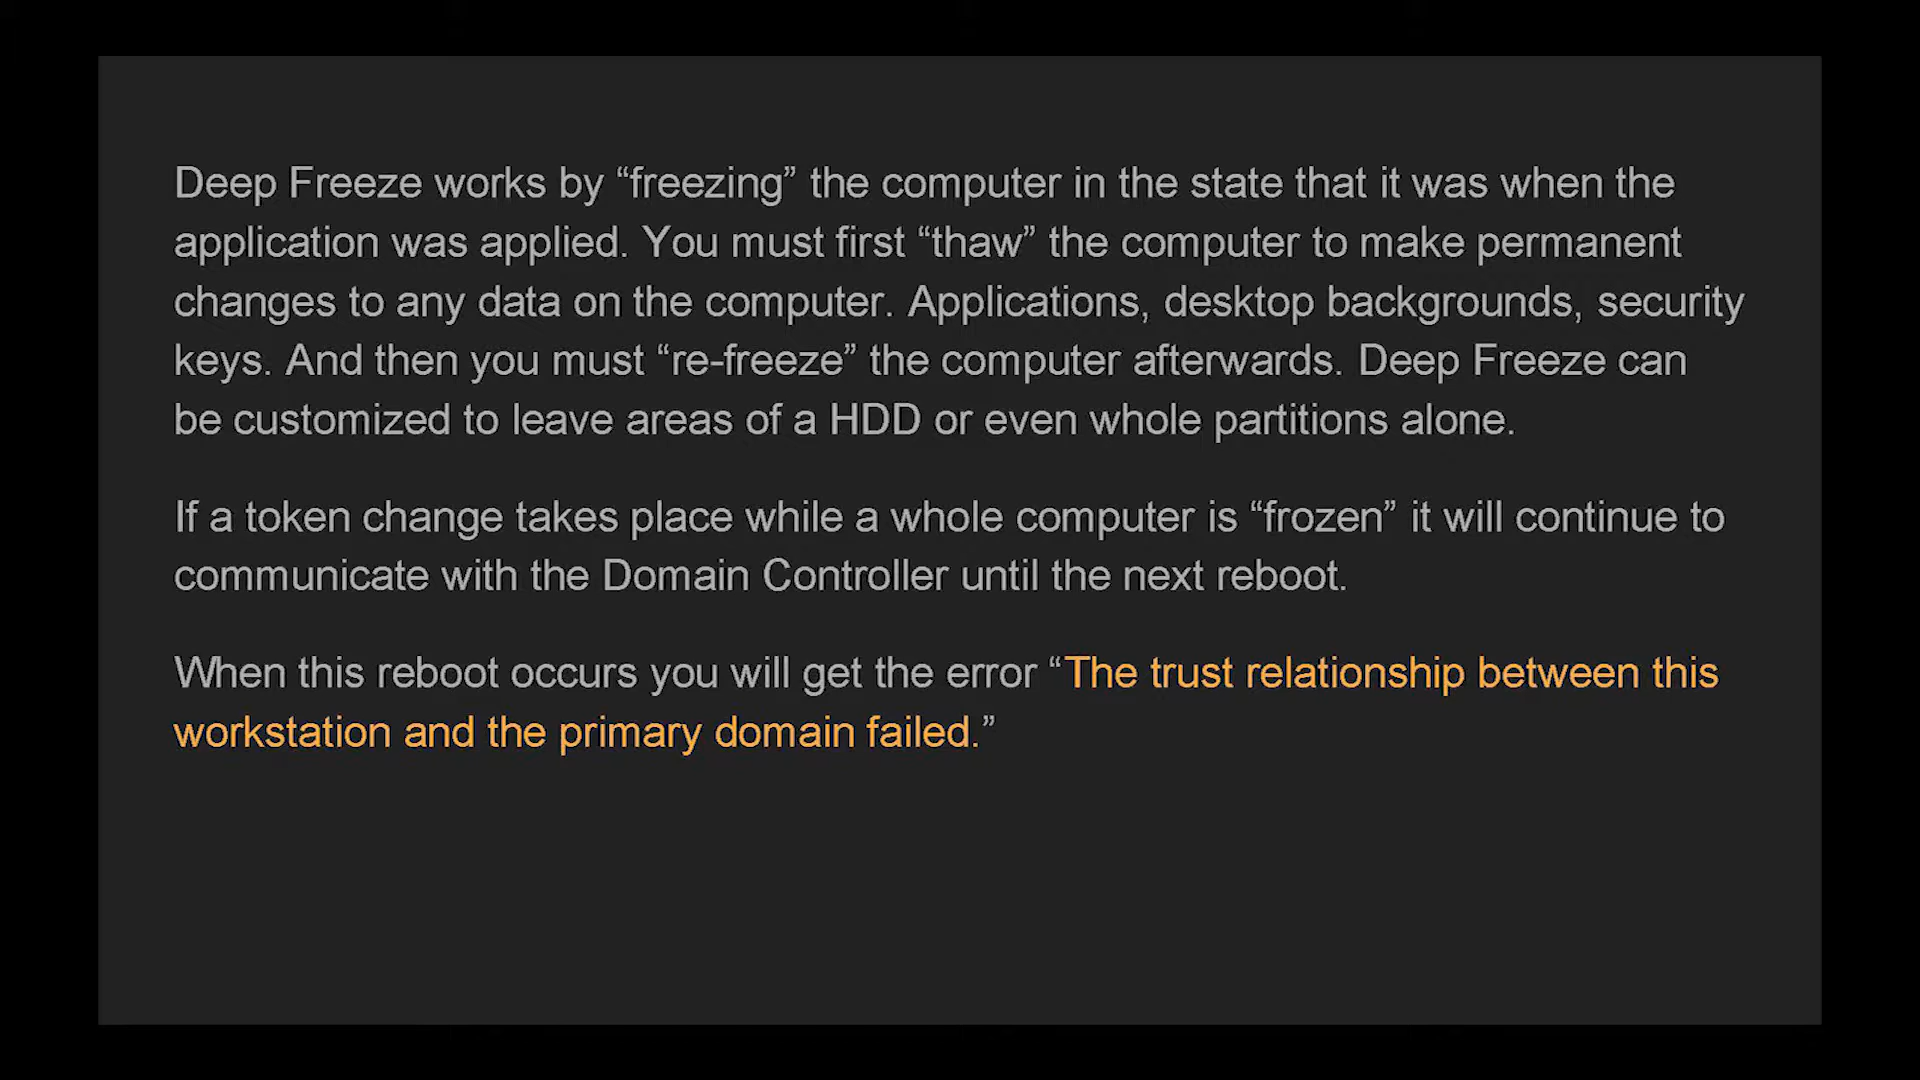 Deep Freeze works by “freezing” the computer in the state that it was when the
application was applied. You must first “thaw” the computer to make permanent
changes to any data on the computer. Applications, desktop backgrounds, security
keys. And then you must “re-freeze” the computer afterwards. Deep Freeze can
be customized to leave areas of a HDD or even whole partitions alone.
If a token change takes place while a whole computer is “frozen” it will continue to
communicate with the Domain Controller until the next reboot.
When this reboot occurs you will get the error “The trust relationship between this
workstation and the primary domain failed.”